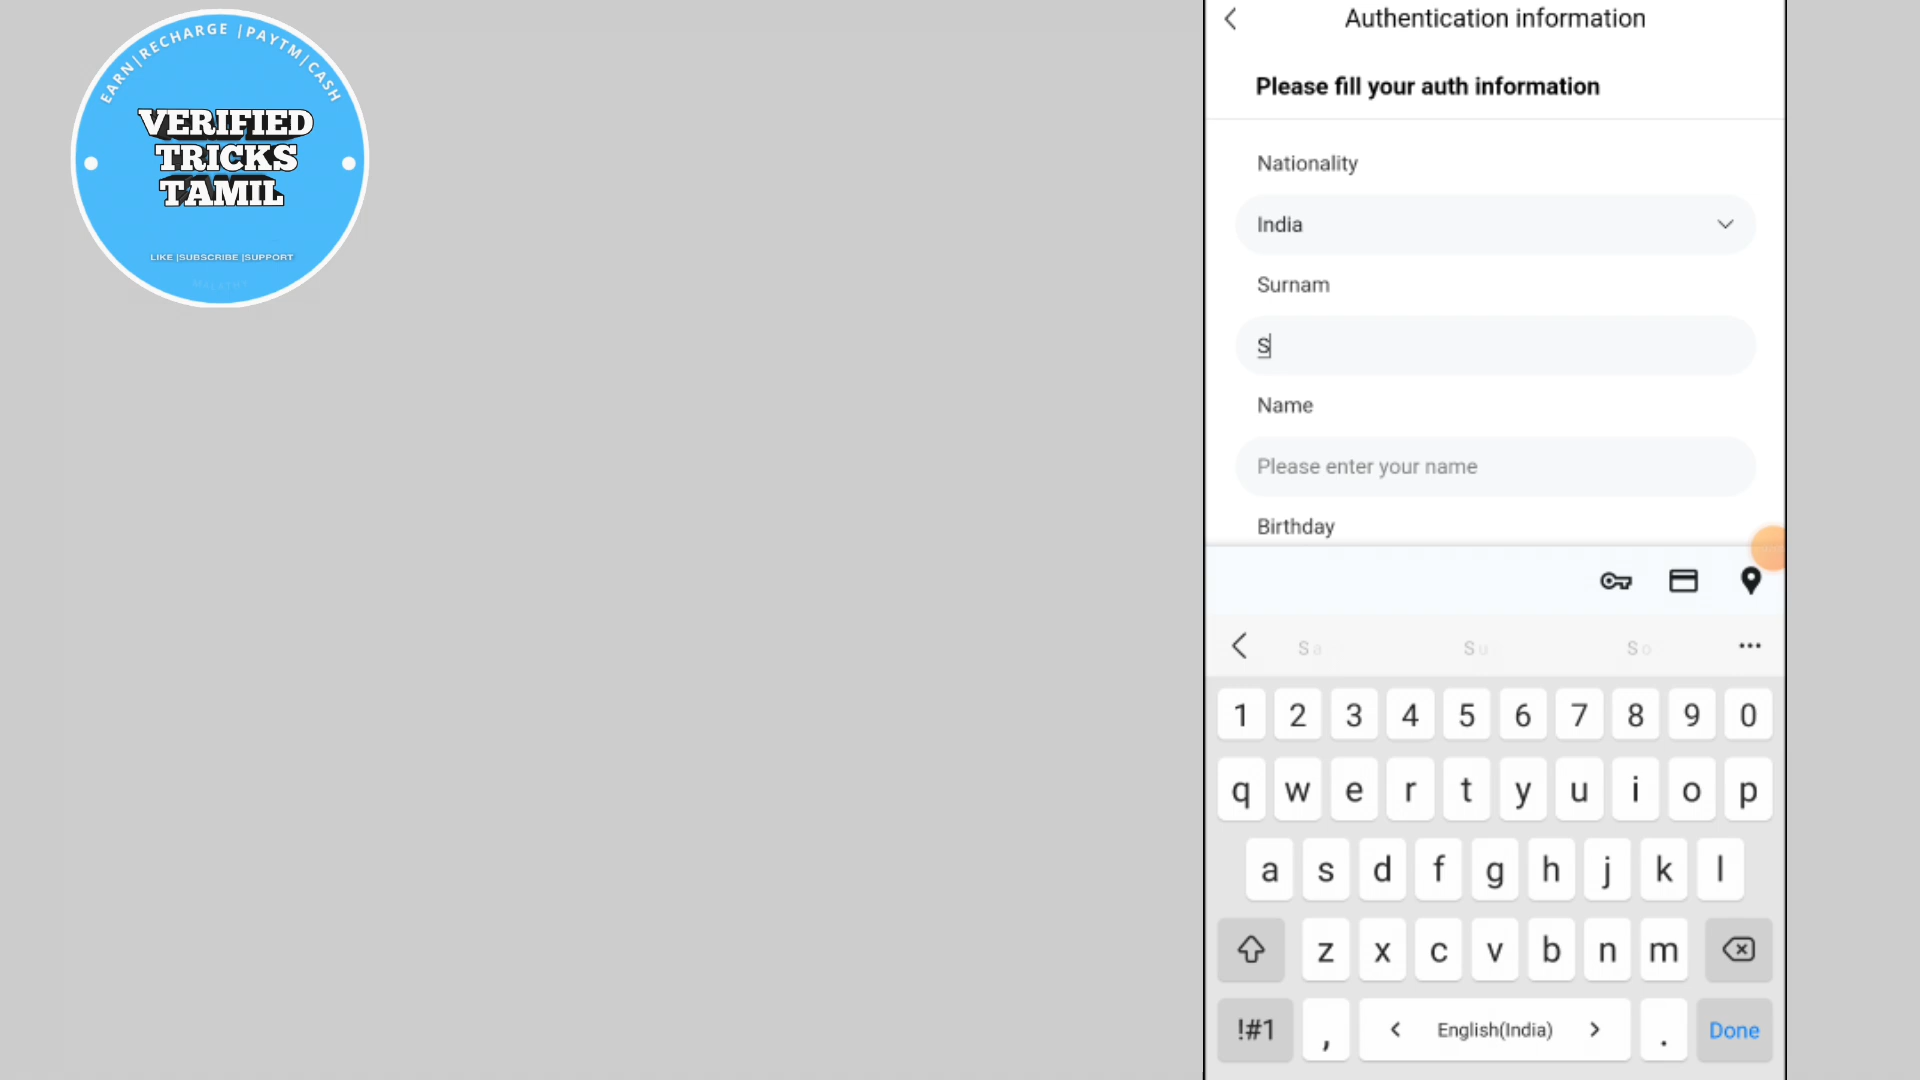 EARN|RECHARGE |PAYTM|CASH
VERIFIED
TRICKS
TAMIL
LIKE |SUBSCRIBE |SUPPORT
Authentication information
Please fill your auth information
Nationality
India
Surnam
S
Name
Please enter your name
Birthday
Sa Su So
1 2 3 4 5 6 7 8 9 0
q w e r t y u i o p
a s d f g h j k l
z x c v b n m
!#1 , < English(India) > . Done